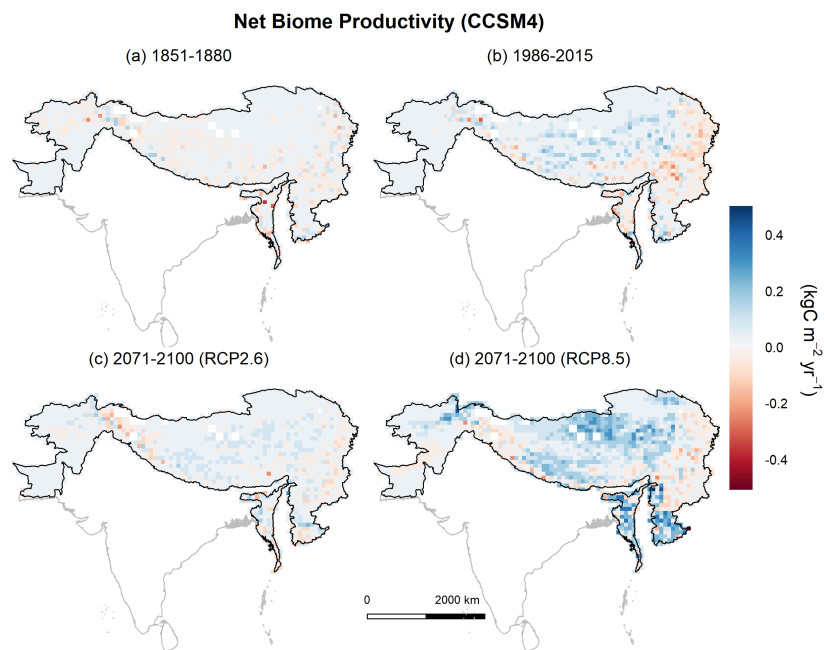 Net Biome Productivity (CCSM4)
(a) 1851-1880
(b) 1986-2015
0.4
0.2
0.0
-0.2
-0.4
(kgC m−2 yr−1)
(c) 2071-2100 (RCP2.6)
(d) 2071-2100 (RCP8.5)
0 2000 km